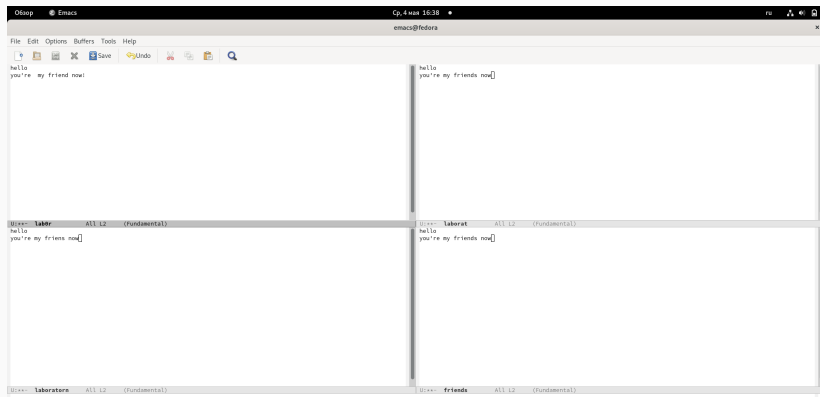 Обзор Emacs Ср, 4 мая 16:38 ru
emacs@fedora
File Edit Options Buffers Tools Help
Save Undo
hello
you're  my friend now!
U:**- lab0r All L2 (Fundamental)
hello
you're my friends now
U:**- laborat All L2 (Fundamental)
hello
you're my friens now
U:**- laboratorn All L2 (Fundamental)
hello
you're my friends now
U:**- friends All L2 (Fundamental)